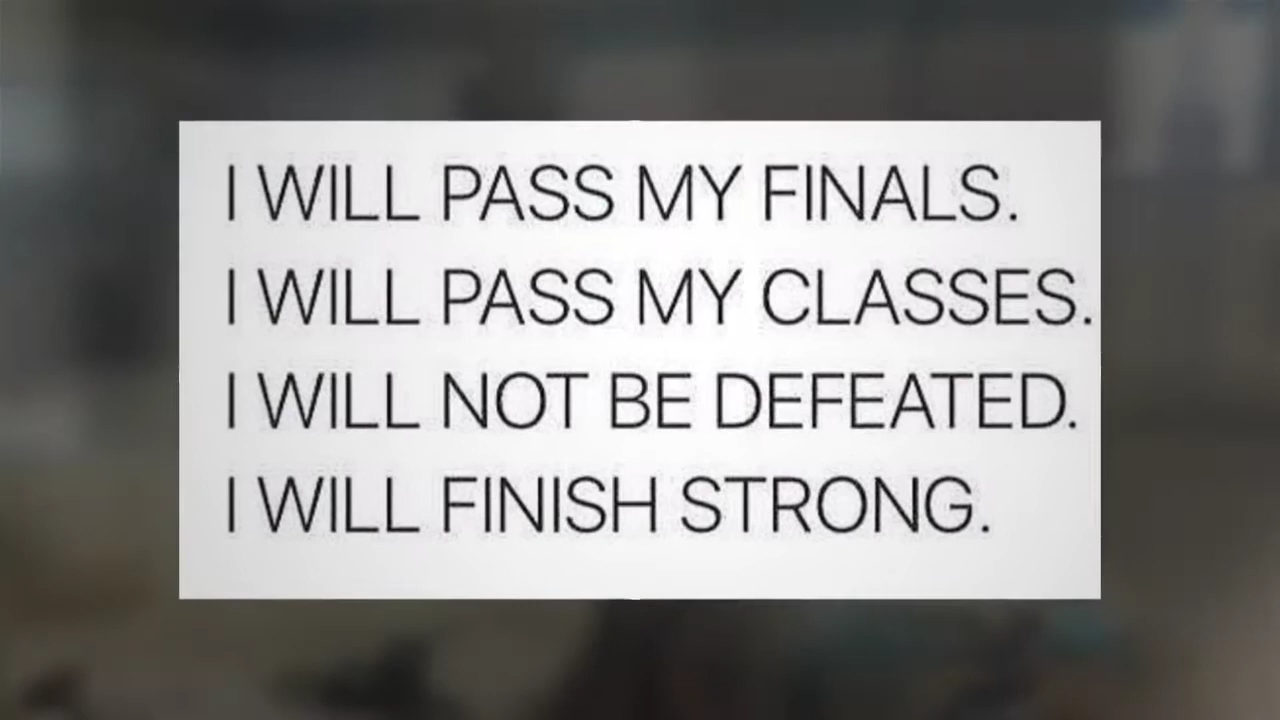 I WILL PASS MY FINALS.
I WILL PASS MY CLASSES.
I WILL NOT BE DEFEATED.
I WILL FINISH STRONG.